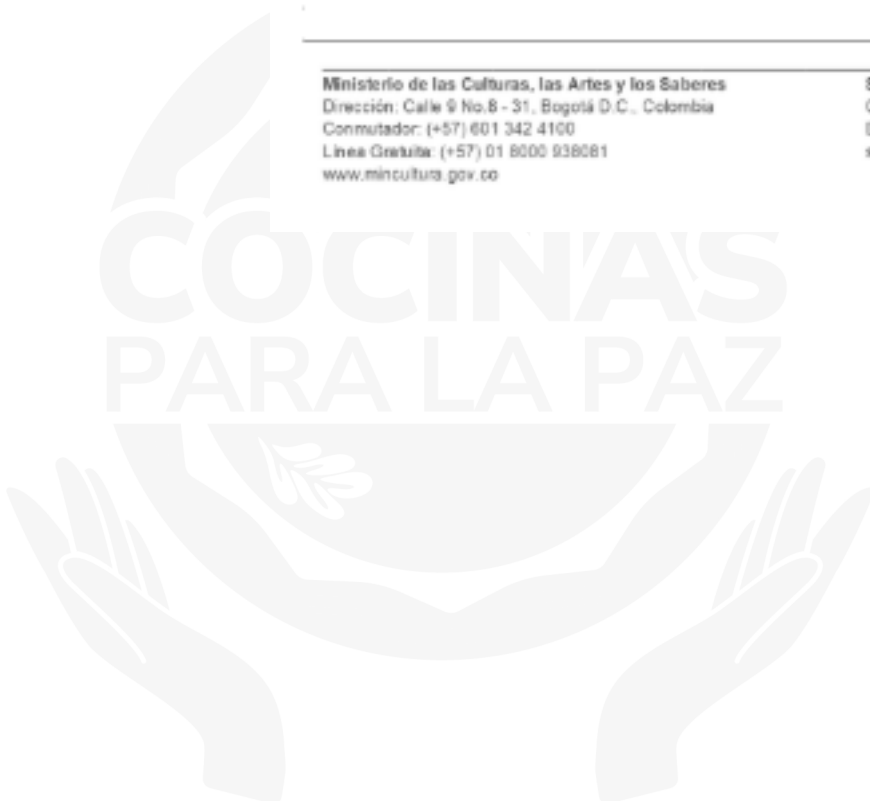 Ministerio de las Culturas, las Artes y los Saberes
Dirección: Calle 9 No.8 - 31, Bogotá D.C., Colombia
Conmutador: (+57) 601 342 4100
Línea Gratuita: (+57) 01 8000 938081
www.mincultura.gov.co
COCINAS
PARA LA PAZ